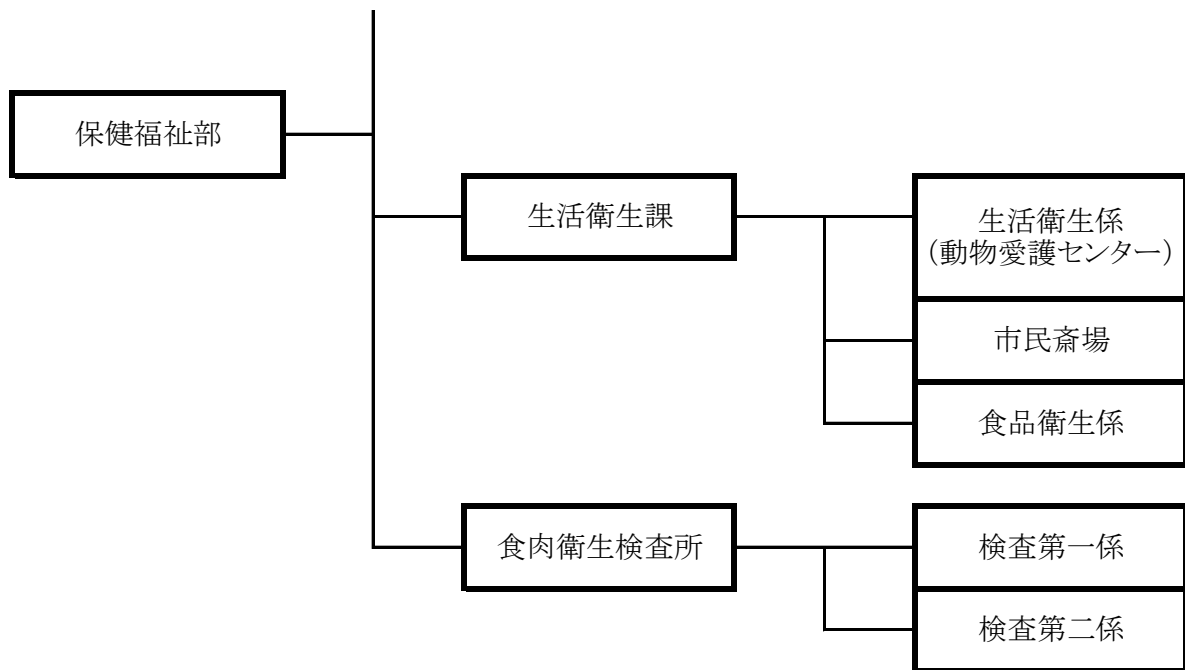 保健福祉部
生活衛生課
生活衛生係
（動物愛護センター）
市民斎場
食品衛生係
食肉衛生検査所
検査第一係
検査第二係